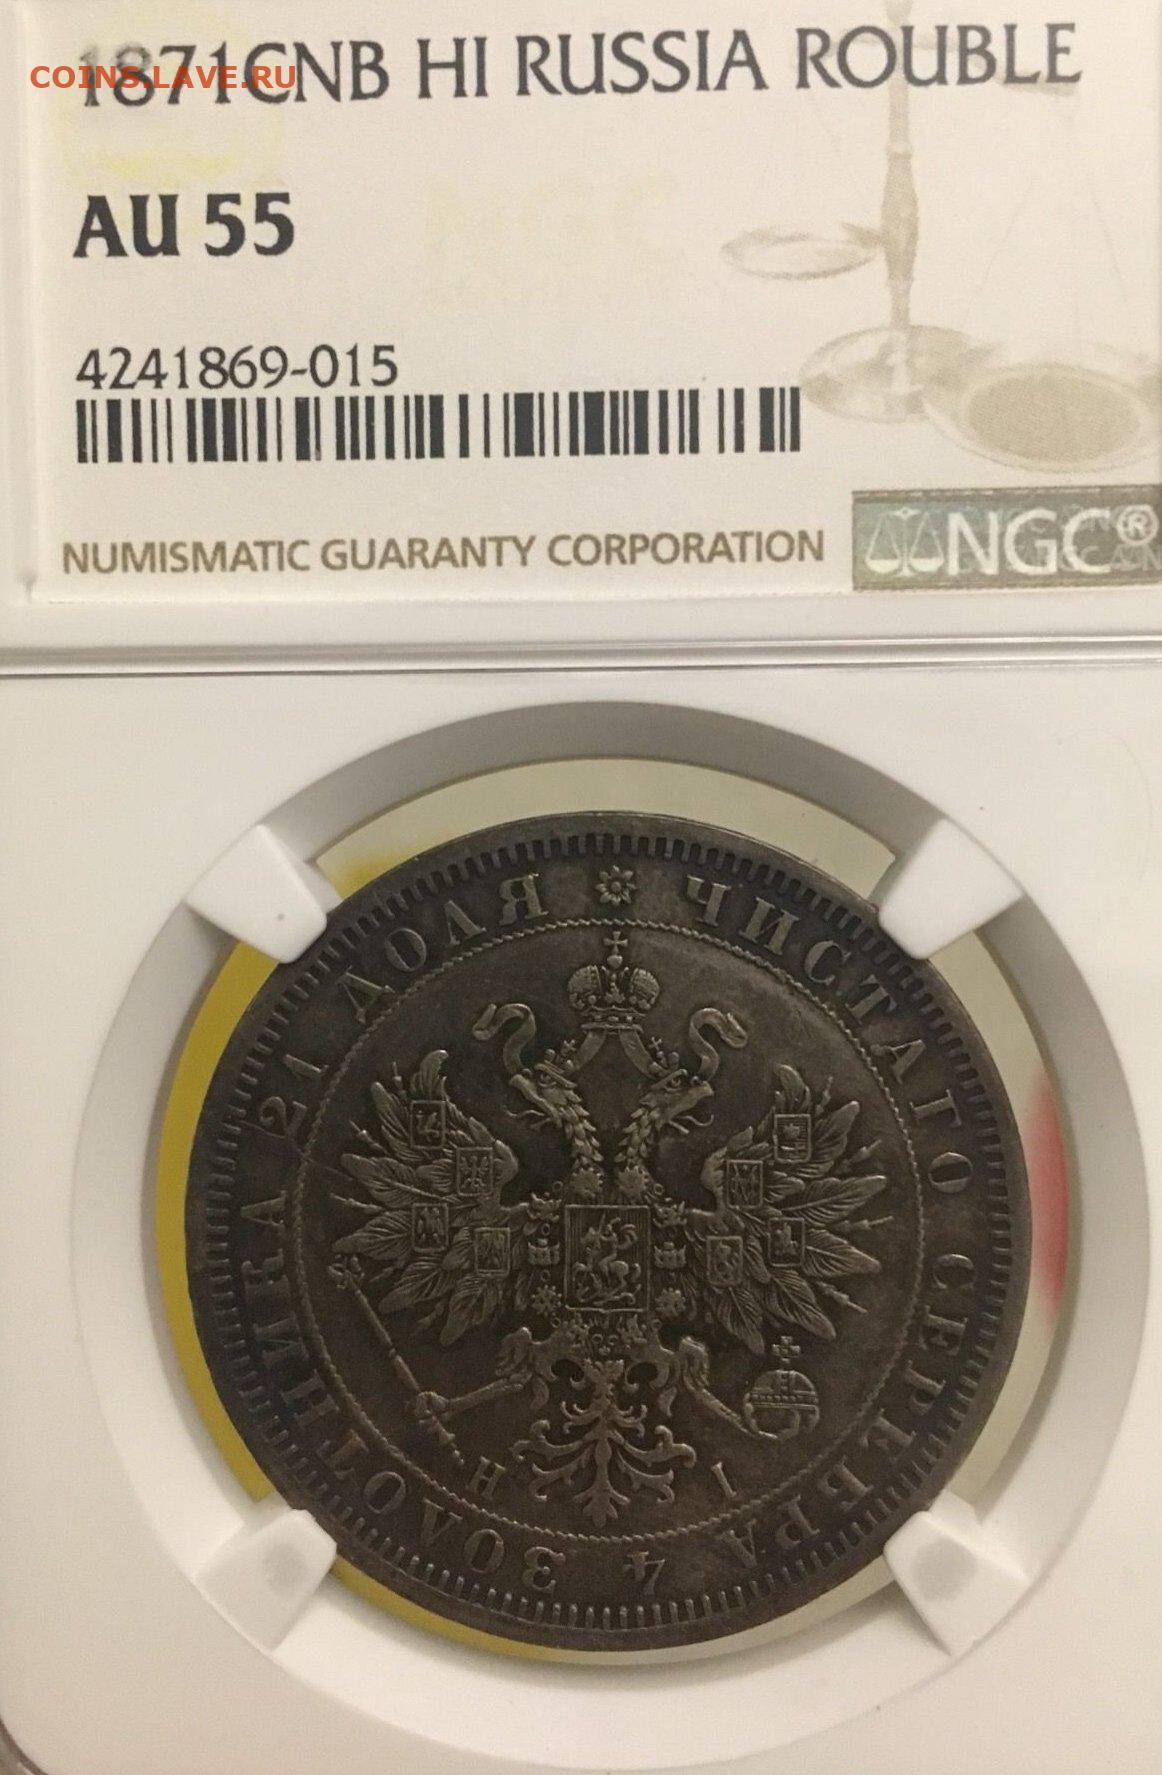 1871CNB HI RUSSIA ROUBLE
COINS.LAVE.RU
AU 55
4241869-015
NUMISMATIC GUARANTY CORPORATION
NGC®
ЧИСТАГО СЕРЕБРА 4 ЗОЛОТНИКА 21 ДОЛЯ
Н I